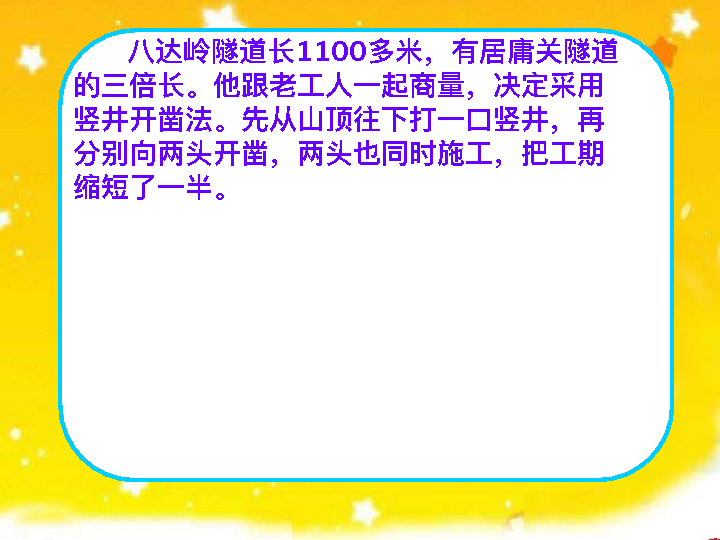 八达岭隧道长1100多米，有居庸关隧道
的三倍长。他跟老工人一起商量，决定采用
竖井开凿法。先从山顶往下打一口竖井，再
分别向两头开凿，两头也同时施工，把工期
缩短了一半。